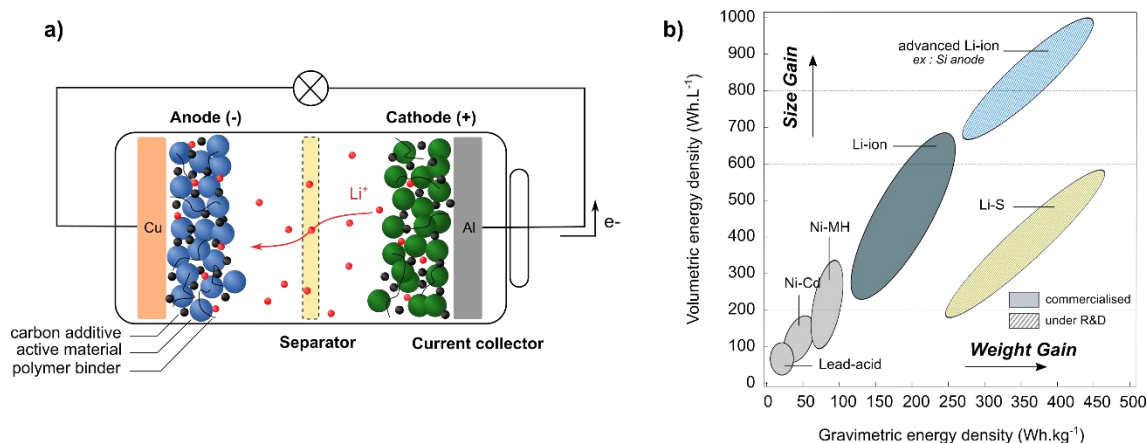 a)
Anode (-)
Cathode (+)
Li⁺
Cu
Al
e-
carbon additive
active material
polymer binder
Separator
Current collector
b)
Volumetric energy density (Wh.L⁻¹)
1000
900
800
700
600
500
400
300
200
100
0
Size Gain
advanced Li-ion
ex : Si anode
Li-ion
Li-S
Ni-MH
Ni-Cd
Lead-acid
commercialised
under R&D
Weight Gain
0 50 100 150 200 250 300 350 400 450 500
Gravimetric energy density (Wh.kg⁻¹)